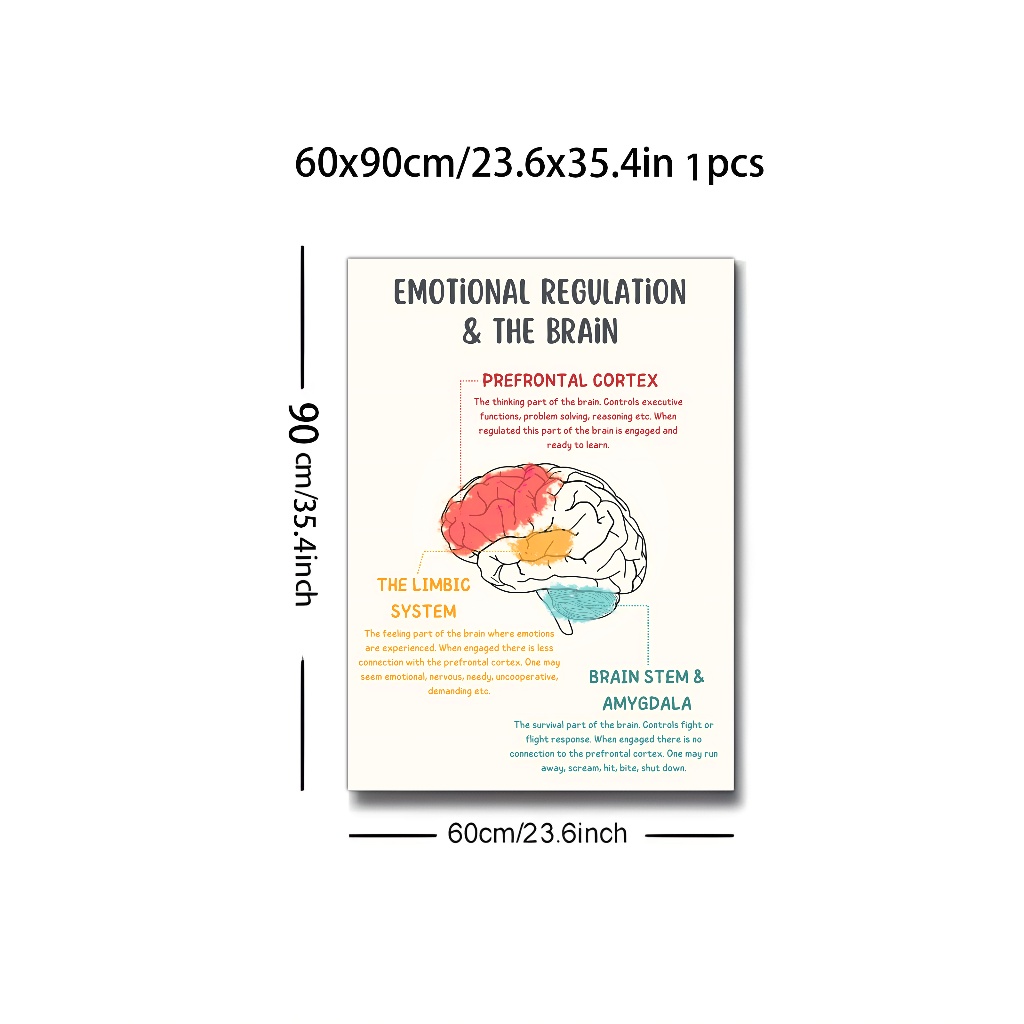 60x90cm/23.6x35.4in 1pcs
90 cm/35.4inch
EMOTiONAL REGULATiON
& THE BRAiN
PREFRONTAL CORTEX
The thinking part of the brain. Controls executive
functions, problem solving, reasoning etc. When
regulated this part of the brain is engaged and
ready to learn.
THE LIMBIC
SYSTEM
The feeling part of the brain where emotions
are experienced. When engaged there is less
connection with the prefrontal cortex. One may
seem emotional, nervous, needy, uncooperative,
demanding etc.
BRAIN STEM &
AMYGDALA
The survival part of the brain. Controls fight or
flight response. When engaged there is no
connection to the prefrontal cortex. One may run
away, scream, hit, bite, shut down.
60cm/23.6inch